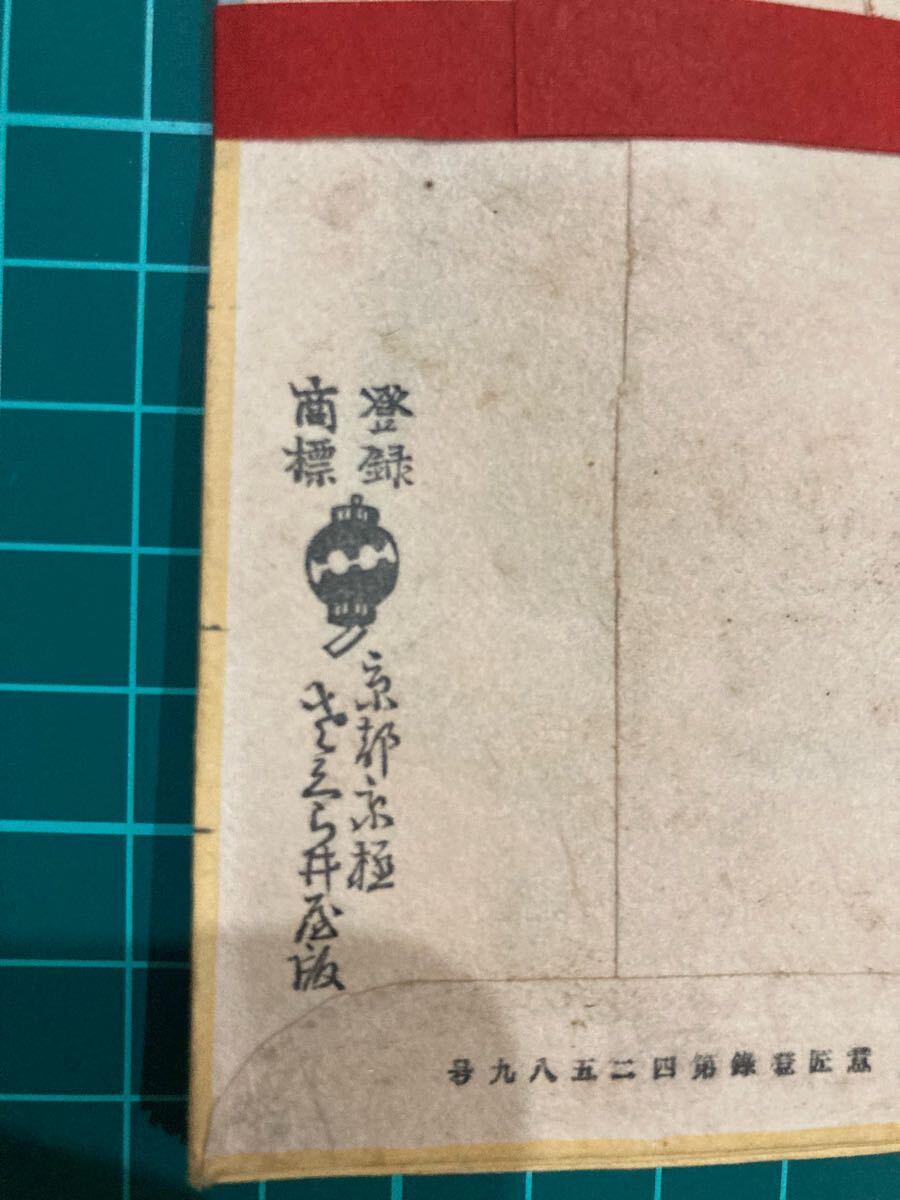 登録
商標
京都京極
さくら井屋版
意匠登錄第四二五八九号